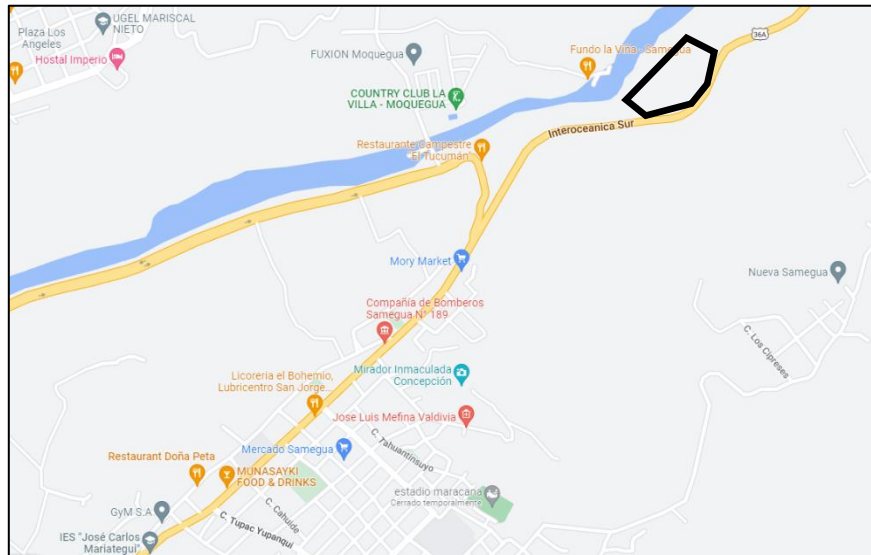 UGEL MARISCAL
NIETO
Plaza Los
Angeles
Hostal Imperio
FUXION Moquegua
Fundo la Viña - Samegua
36A
COUNTRY CLUB LA
VILLA - MOQUEGUA
Interoceanica Sur
Restaurante Campestre
El Tucumán
Mory Market
Nueva Samegua
Compañía de Bomberos
Samegua N° 189
C. Los Cipreses
Licoreria el Bohemio,
Lubricentro San Jorge...
Mirador Inmaculada
Concepción
Jose Luis Mefina Valdivia
C. Tahuantinsuyo
Mercado Samegua
Restaurant Doña Peta
MUNASAYKI
FOOD & DRINKS
estadio maracana
Cerrado temporalmente
GyM S.A
C. Cahuide
C. Tupac Yupanqui
IES "José Carlos
Mariategui"